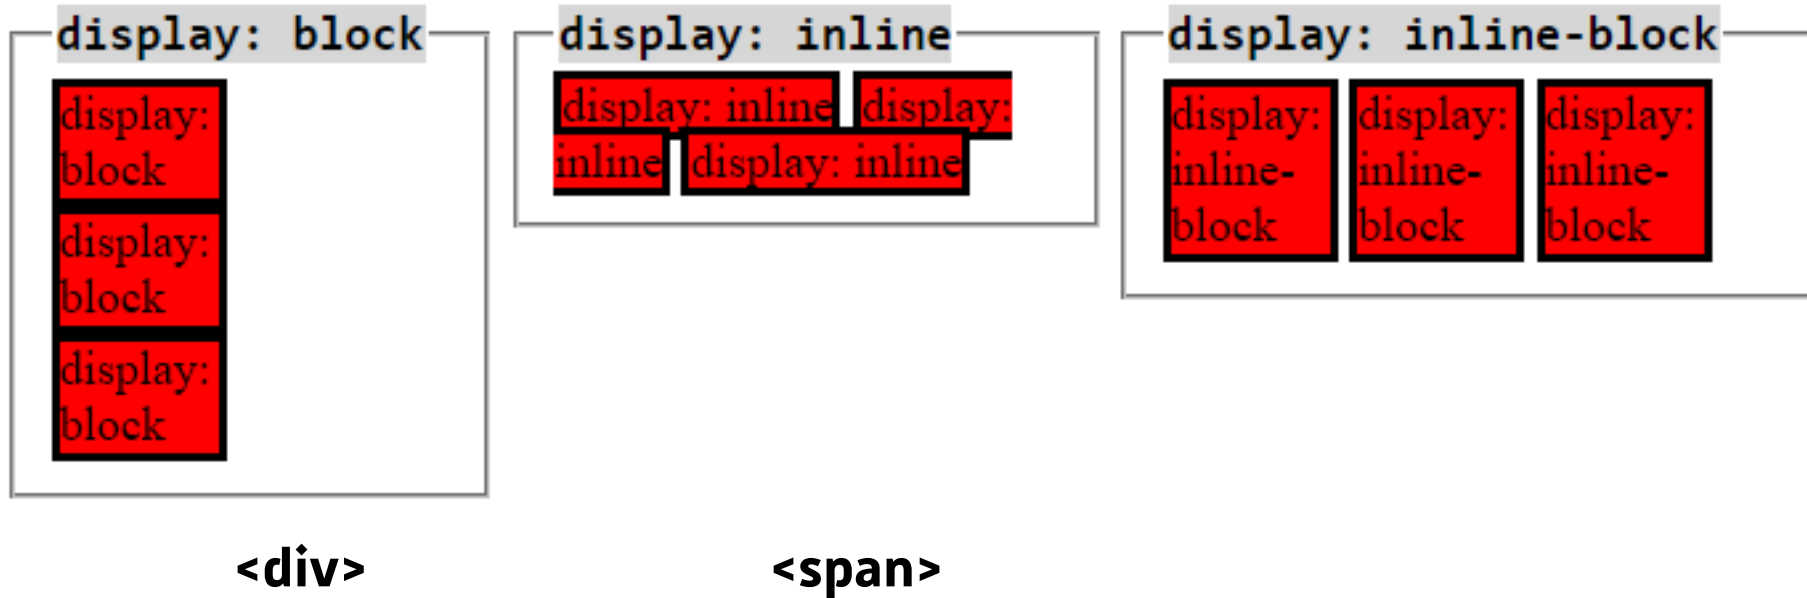 display: block
display:
block
display:
block
display:
block
display: inline
display: inline display:
inline display: inline
display: inline-block
display: display: display:
inline- inline- inline-
block block block
<div>
<span>